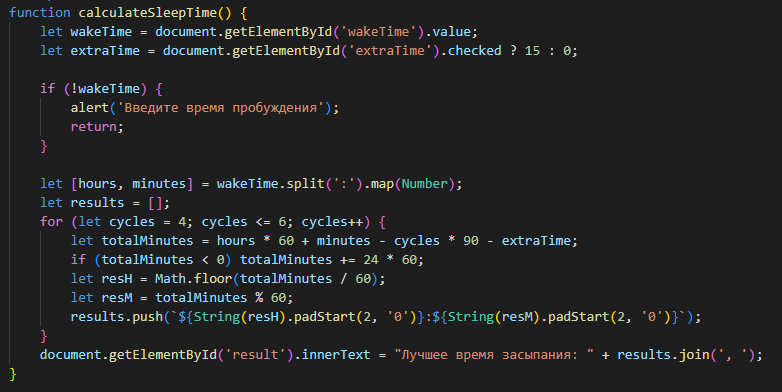 function calculateSleepTime() {
let wakeTime = document.getElementById('wakeTime').value;
let extraTime = document.getElementById('extraTime').checked ? 15 : 0;
if (!wakeTime) {
alert('Введите время пробуждения');
return;
}
let [hours, minutes] = wakeTime.split(':').map(Number);
let results = [];
for (let cycles = 4; cycles <= 6; cycles++) {
let totalMinutes = hours * 60 + minutes - cycles * 90 - extraTime;
if (totalMinutes < 0) totalMinutes += 24 * 60;
let resH = Math.floor(totalMinutes / 60);
let resM = totalMinutes % 60;
results.push(`${String(resH).padStart(2, '0')}:${String(resM).padStart(2, '0')}`);
}
document.getElementById('result').innerText = "Лучшее время засыпания: " + results.join(', ');
}